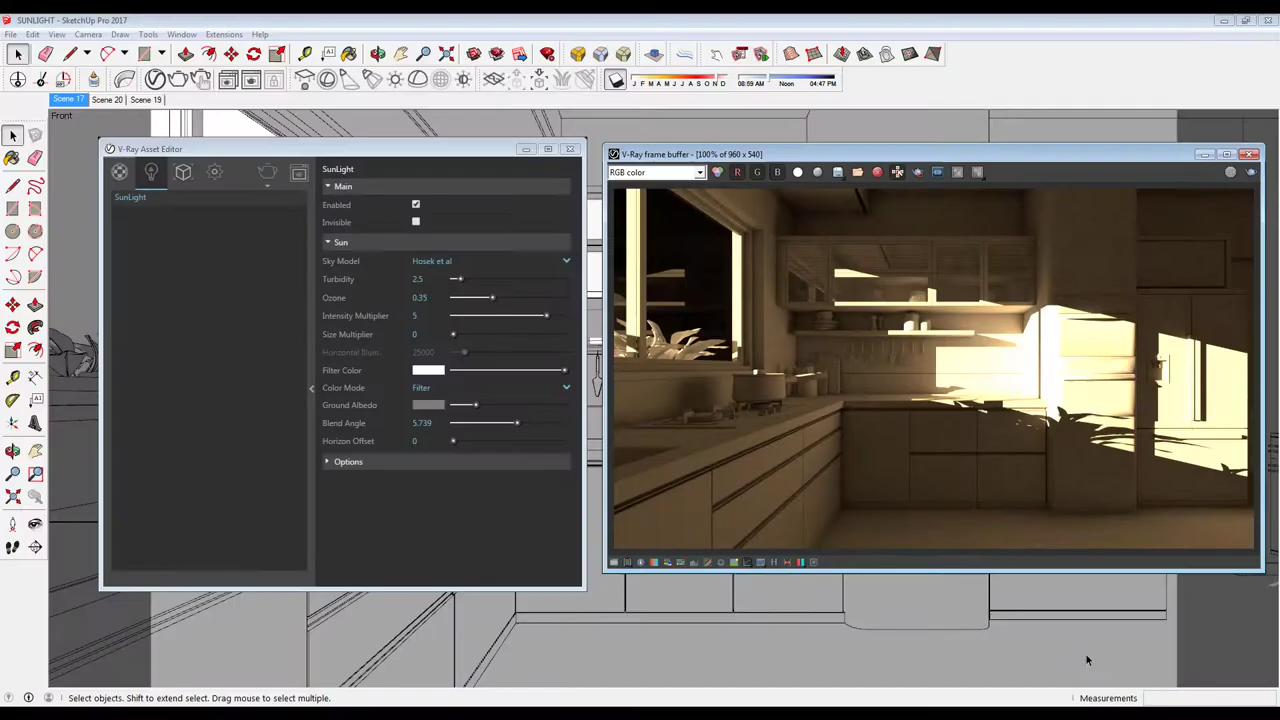 SUNLIGHT - SketchUp Pro 2017
File Edit View Camera Draw Tools Window Extensions Help
J F M A M J J A S O N D
08:59 AM Noon 04:47 PM
Scene 17 Scene 20 Scene 19
Front
V-Ray Asset Editor
SunLight
SunLight
Main
Enabled
Invisible
Sun
Sky Model Hosek et al
Turbidity 2.5
Ozone 0.35
Intensity Multiplier 5
Size Multiplier 0
Horizontal Illum. 25000
Filter Color
Color Mode Filter
Ground Albedo
Blend Angle 5.739
Horizon Offset 0
Options
V-Ray frame buffer - [100% of 960 x 540]
RGB color R G B
Select objects. Shift to extend select. Drag mouse to select multiple.
Measurements